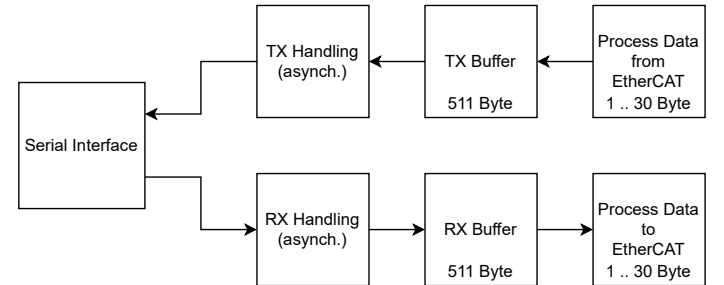 TX Handling
(asynch.)
TX Buffer
511 Byte
Process Data
from
EtherCAT
1 .. 30 Byte
Serial Interface
RX Handling
(asynch.)
RX Buffer
511 Byte
Process Data
to
EtherCAT
1 .. 30 Byte